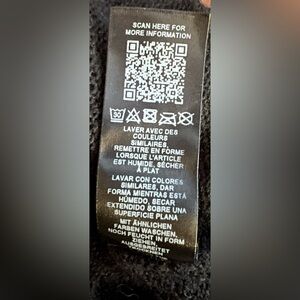 SCAN HERE FOR
MORE INFORMATION
30
LAVER AVEC DES
COULEURS
SIMILAIRES,
REMETTRE EN FORME
LORSQUE L'ARTICLE
EST HUMIDE, SÉCHER
À PLAT
LAVAR CON COLORES
SIMILARES, DAR
FORMA MIENTRAS ESTÁ
HÚMEDO, SECAR
EXTENDIDO SOBRE UNA
SUPERFICIE PLANA
MIT ÄHNLICHEN
FARBEN WASCHEN,
NOCH FEUCHT IN FORM
ZIEHEN,
AUSGEBREITET